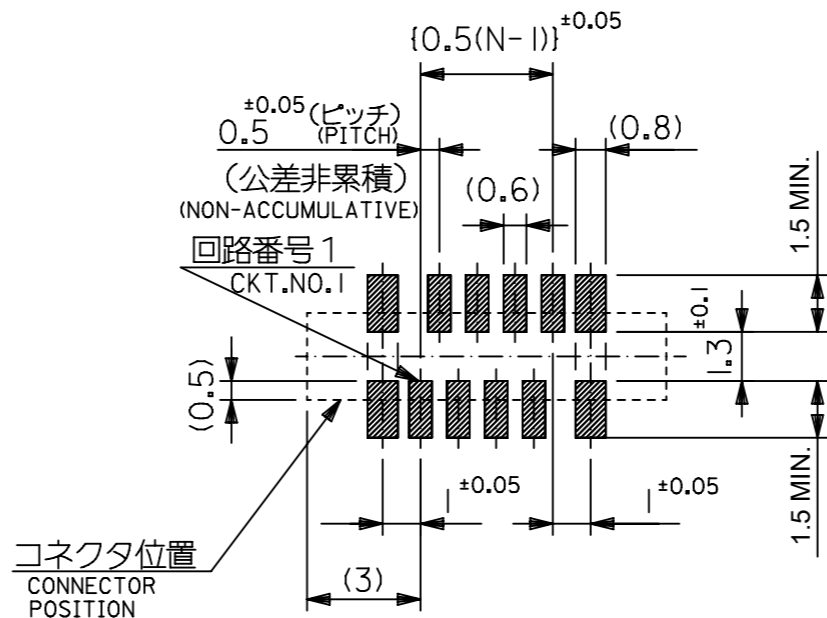 {0.5(N-1)}±0.05
0.5±0.05(ピッチ)
(PITCH)
(0.8)
(公差非累積)
(NON-ACCUMULATIVE)
(0.6)
1.5 MIN.
回路番号1
CKT.NO.1
1.3±0.1
(0.5)
1±0.05
1±0.05
1.5 MIN.
コネクタ位置
CONNECTOR
POSITION
(3)